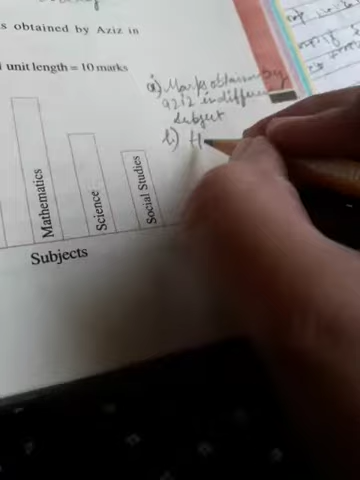 s obtained by Aziz in
unit length = 10 marks
a) Marks obtained by
aziz in different
subject
b) H
Mathematics
Science
Social Studies
Subjects